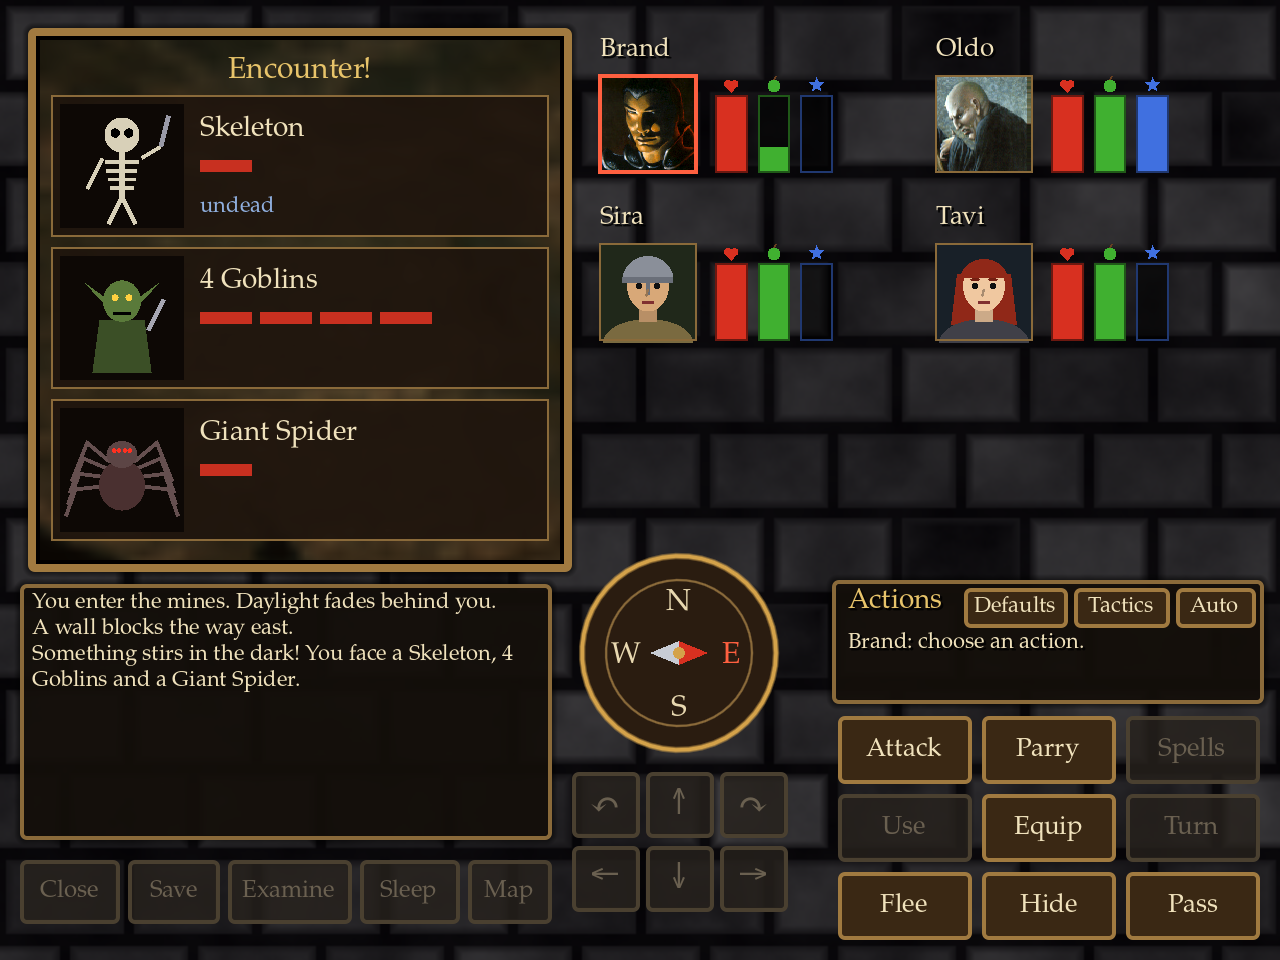 Encounter!
Skeleton
undead
4 Goblins
Giant Spider
Brand
Oldo
Sira
Tavi
You enter the mines. Daylight fades behind you.
A wall blocks the way east.
Something stirs in the dark! You face a Skeleton, 4
Goblins and a Giant Spider.
N
W
E
S
Actions
Defaults
Tactics
Auto
Brand: choose an action.
Attack
Parry
Spells
Use
Equip
Turn
Flee
Hide
Pass
Close
Save
Examine
Sleep
Map